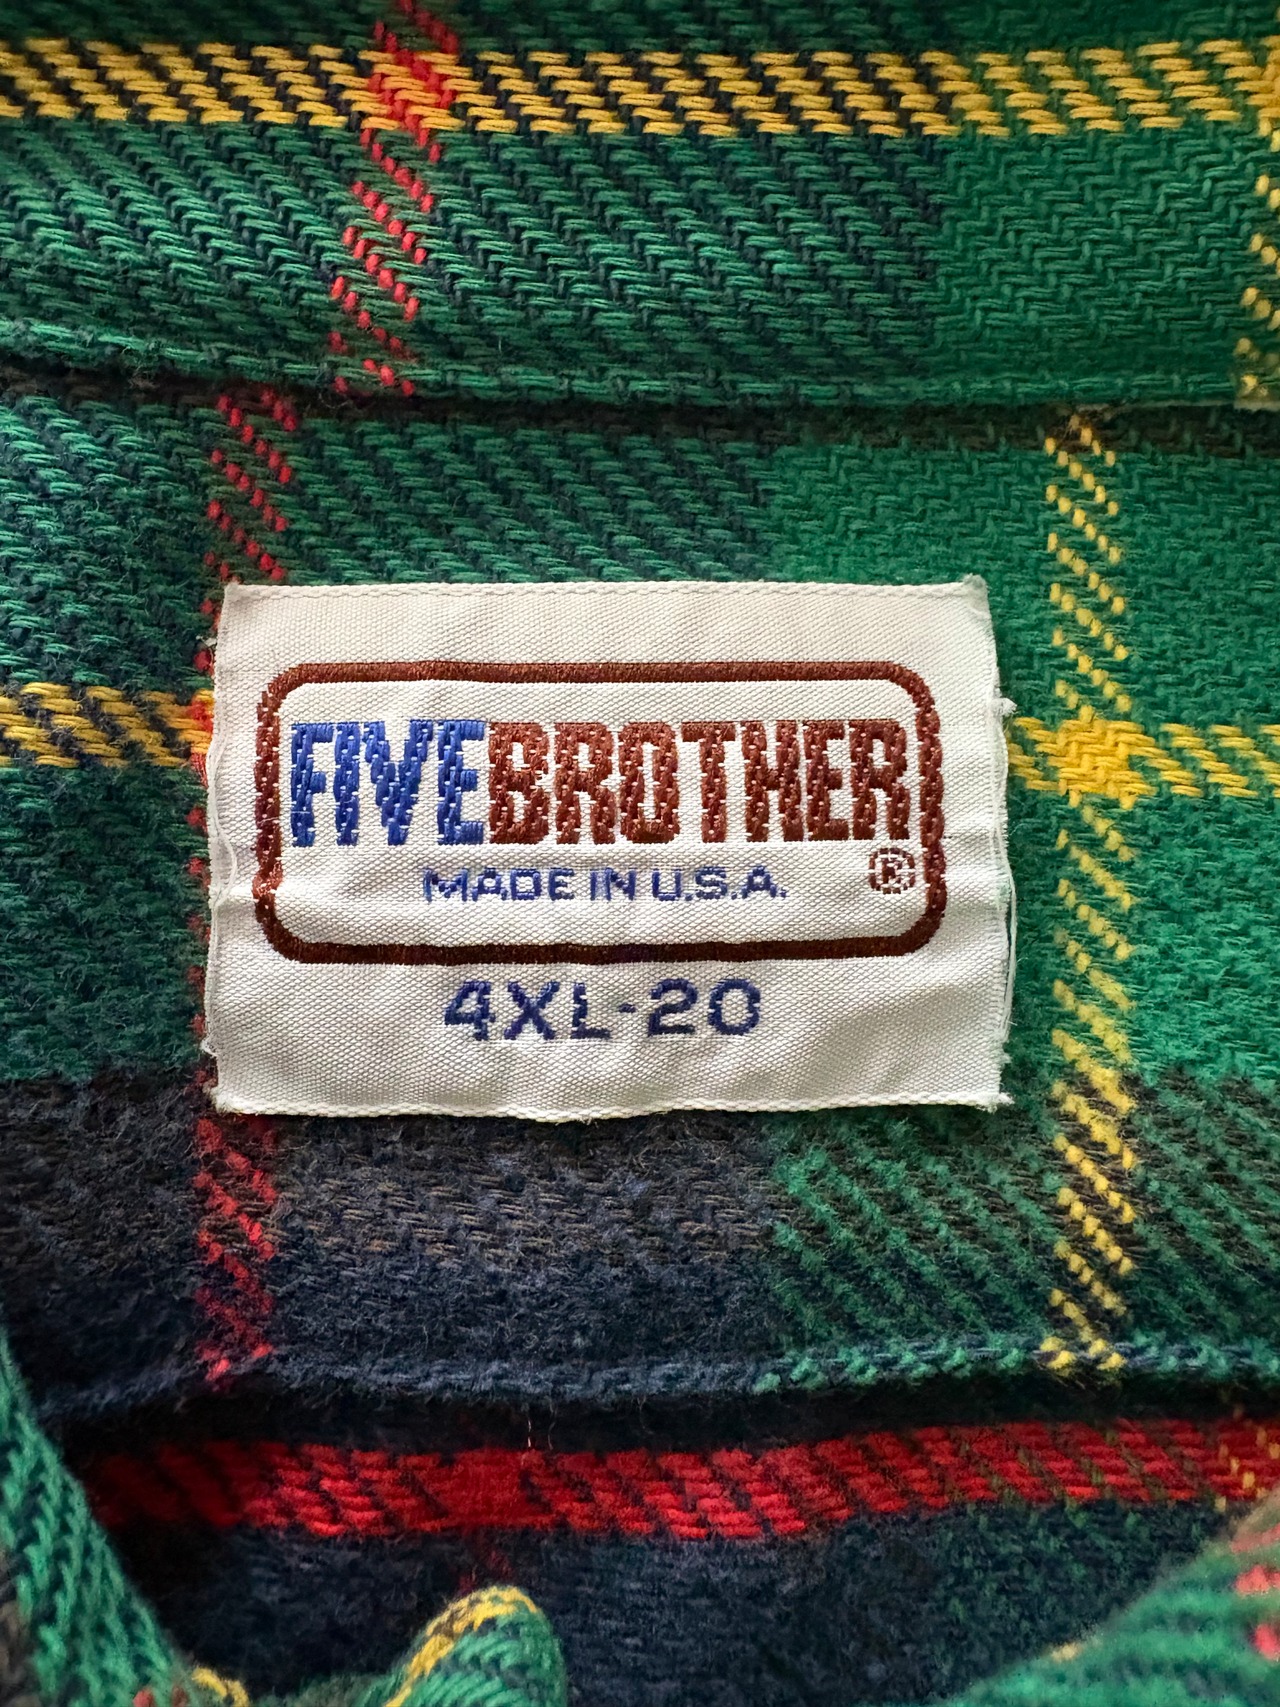 FIVEBROTHER
MADE IN U.S.A. ®
4XL-20